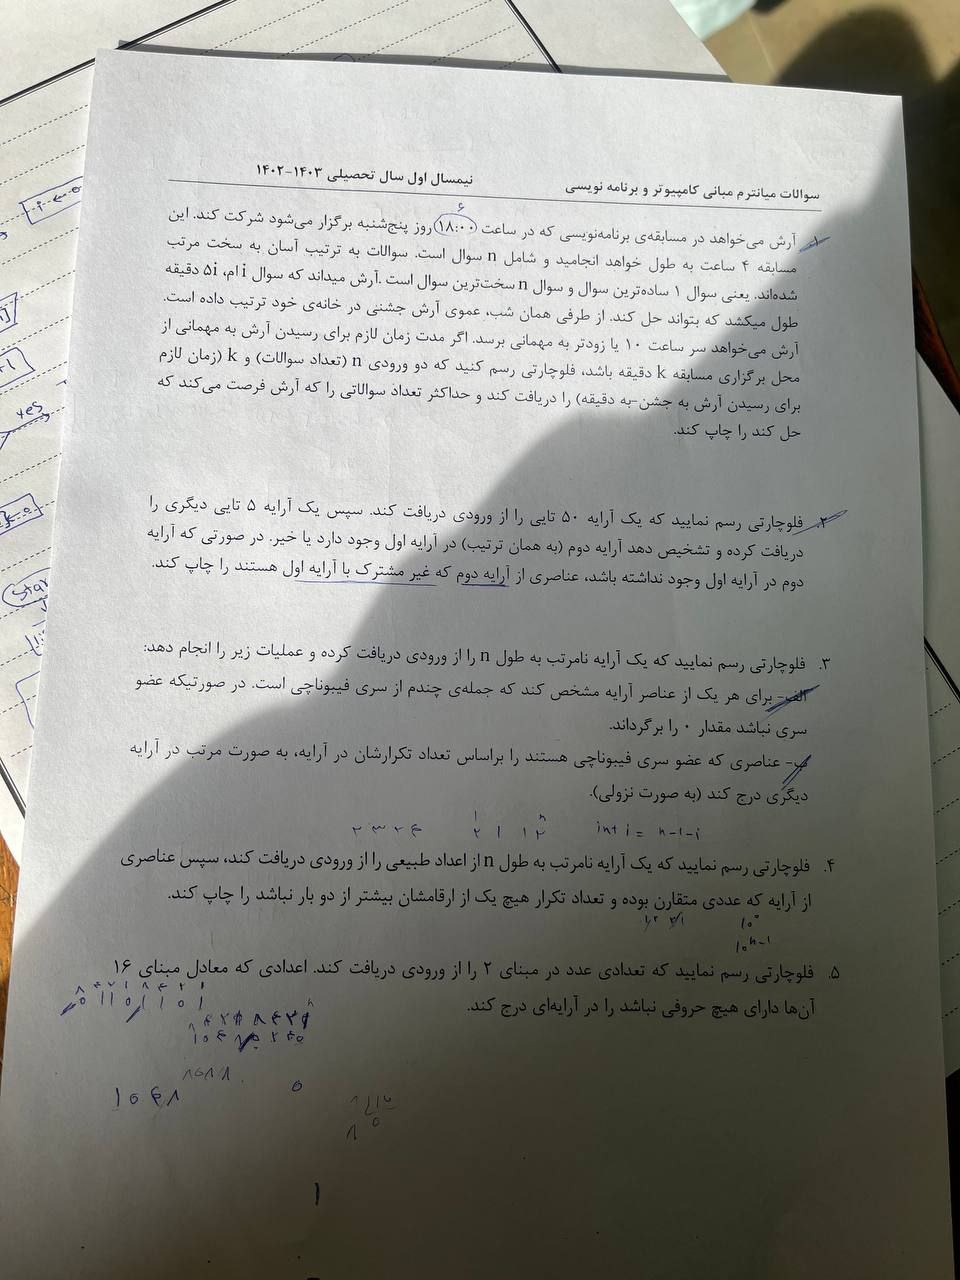 سوالات میانترم مبانی کامپیوتر و برنامه نویسی نیمسال اول سال تحصیلی ۱۴۰۳-۱۴۰۲
۶
۱. آرش می‌خواهد در مسابقه‌ی برنامه‌نویسی که در ساعت ۱۸:۰۰ روز پنج‌شنبه برگزار می‌شود شرکت کند. این
مسابقه ۴ ساعت به طول خواهد انجامید و شامل n سوال است. سوالات به ترتیب آسان به سخت مرتب
شده‌اند. یعنی سوال ۱ ساده‌ترین سوال و سوال n سخت‌ترین سوال است .آرش میداند که سوال i ام، ۵i دقیقه
طول میکشد که بتواند حل کند. از طرفی همان شب، عموی آرش جشنی در خانه‌ی خود ترتیب داده است.
آرش می‌خواهد سر ساعت ۱۰ یا زودتر به مهمانی برسد. اگر مدت زمان لازم برای رسیدن آرش به مهمانی از
محل برگزاری مسابقه k دقیقه باشد، فلوچارتی رسم کنید که دو ورودی n (تعداد سوالات) و k (زمان لازم
برای رسیدن آرش به جشن-به دقیقه) را دریافت کند و حداکثر تعداد سوالاتی را که آرش فرصت می‌کند که
حل کند را چاپ کند.
yes
۲. فلوچارتی رسم نمایید که یک آرایه ۵۰ تایی را از ورودی دریافت کند. سپس یک آرایه ۵ تایی دیگری را
دریافت کرده و تشخیص دهد آرایه دوم (به همان ترتیب) در آرایه اول وجود دارد یا خیر. در صورتی که آرایه
دوم در آرایه اول وجود نداشته باشد، عناصری از آرایه دوم که غیر مشترک با آرایه اول هستند را چاپ کند.
Star
۳. فلوچارتی رسم نمایید که یک آرایه نامرتب به طول n را از ورودی دریافت کرده و عملیات زیر را انجام دهد:
الف- برای هر یک از عناصر آرایه مشخص کند که جمله‌ی چندم از سری فیبوناچی است. در صورتیکه عضو
سری نباشد مقدار ۰ را برگرداند.
ب- عناصری که عضو سری فیبوناچی هستند را براساس تعداد تکرارشان در آرایه، به صورت مرتب در آرایه
دیگری درج کند (به صورت نزولی).
int i = n-1-i
۴. فلوچارتی رسم نمایید که یک آرایه نامرتب به طول n از اعداد طبیعی را از ورودی دریافت کند، سپس عناصری
از آرایه که عددی متقارن بوده و تعداد تکرار هیچ یک از ارقامشان بیشتر از دو بار نباشد را چاپ کند.
۱۰⁰
۱۰ⁿ⁻¹
۵. فلوچارتی رسم نمایید که تعدادی عدد در مبنای ۲ را از ورودی دریافت کند. اعدادی که معادل مبنای ۱۶
آن‌ها دارای هیچ حروفی نباشد را در آرایه‌ای درج کند.